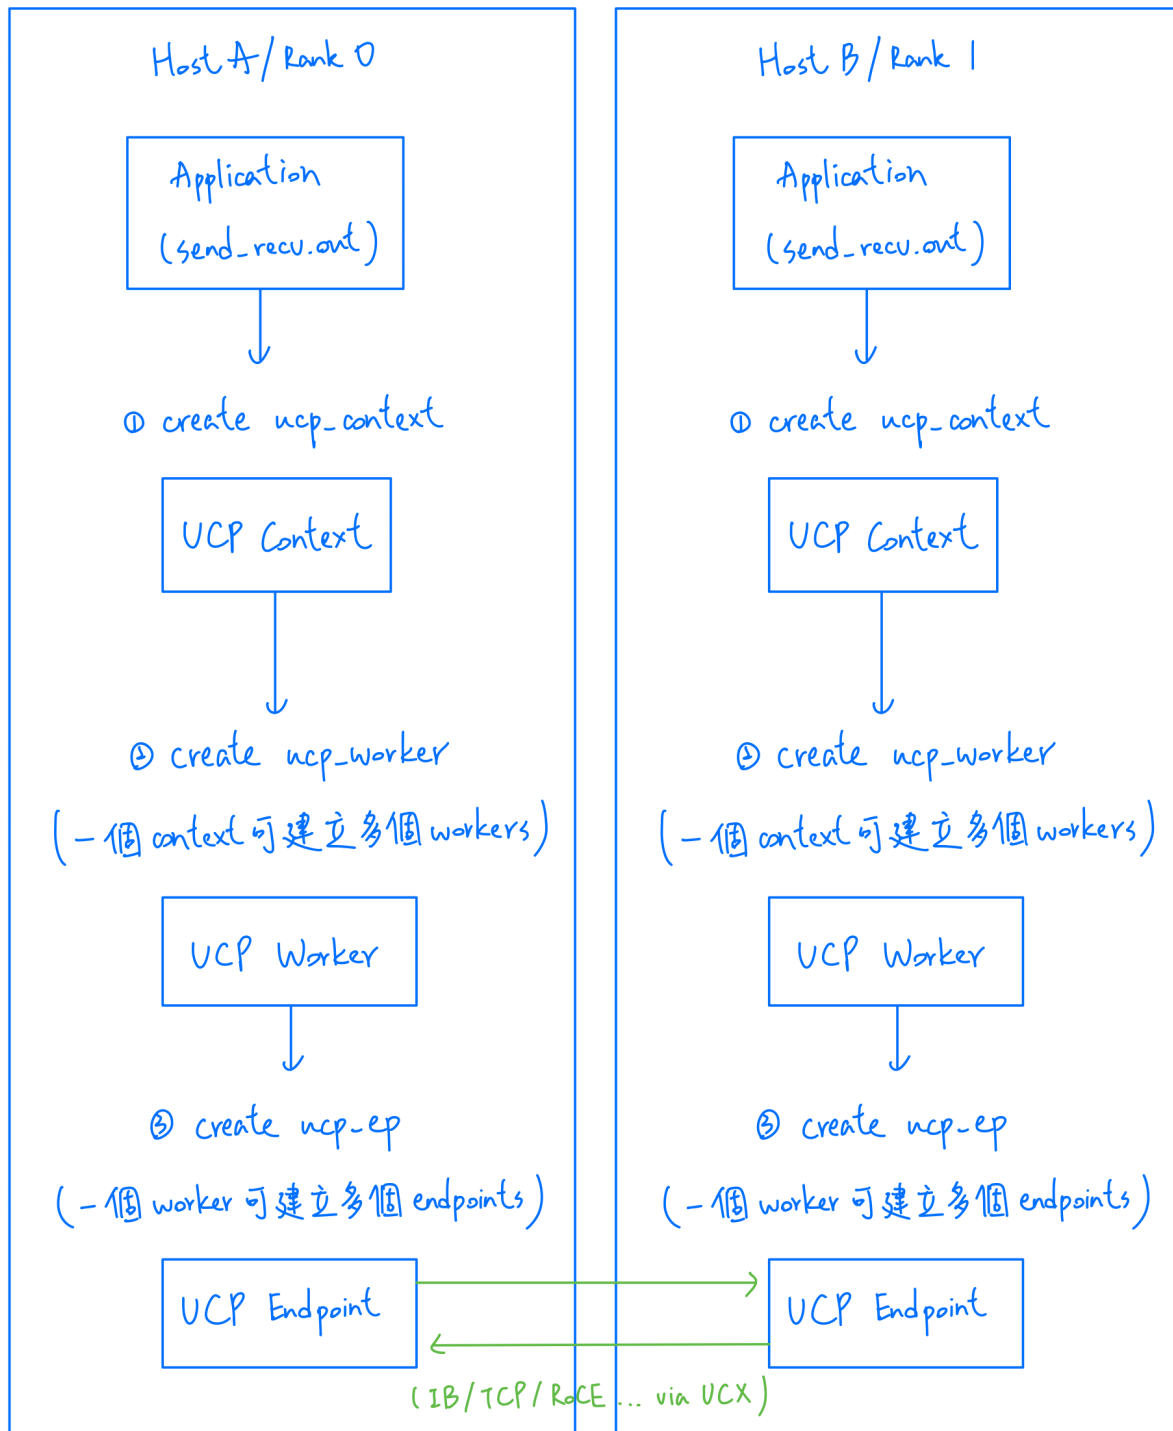 Host A/Rank 0
Application
(send_recv.out)
① create ucp_context
UCP Context
② create ucp_worker
(一個 context 可建立多個 workers)
UCP Worker
③ create ucp_ep
(一個 worker 可建立多個 endpoints)
UCP Endpoint
Host B/Rank 1
Application
(send_recv.out)
① create ucp_context
UCP Context
② create ucp_worker
(一個 context 可建立多個 workers)
UCP Worker
③ create ucp_ep
(一個 worker 可建立多個 endpoints)
UCP Endpoint
(IB/TCP/RoCE ... via UCX)